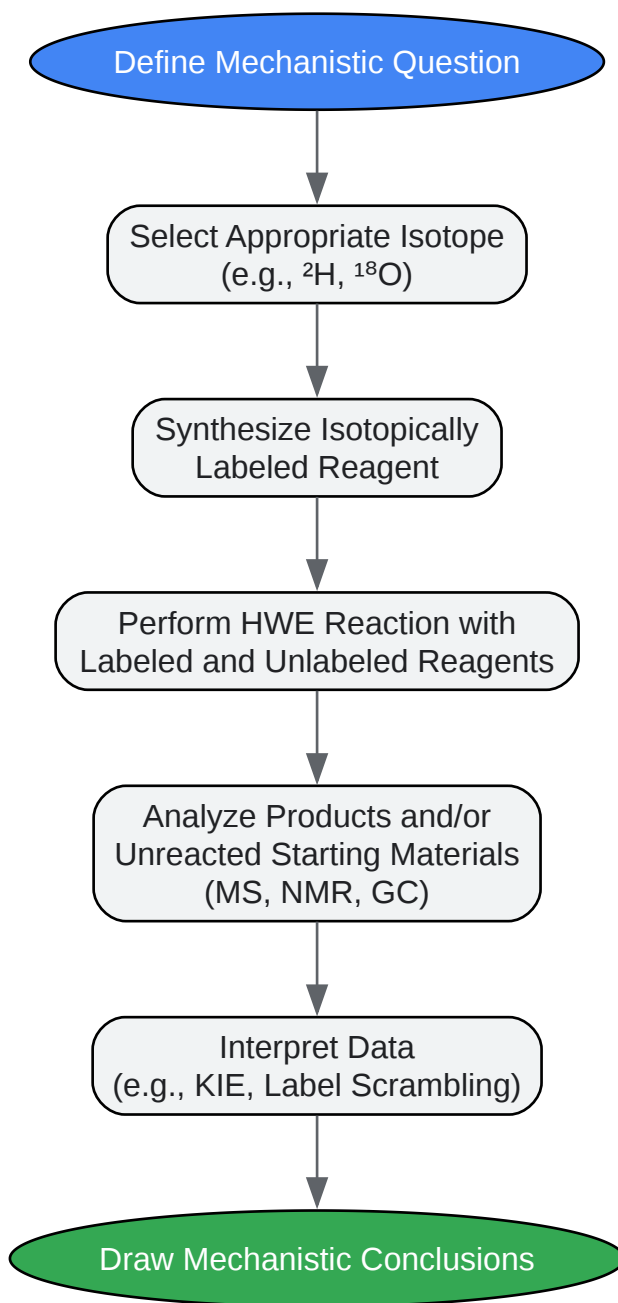 Define Mechanistic Question
Select Appropriate Isotope
(e.g., ²H, ¹⁸O)
Synthesize Isotopically
Labeled Reagent
Perform HWE Reaction with
Labeled and Unlabeled Reagents
Analyze Products and/or
Unreacted Starting Materials
(MS, NMR, GC)
Interpret Data
(e.g., KIE, Label Scrambling)
Draw Mechanistic Conclusions